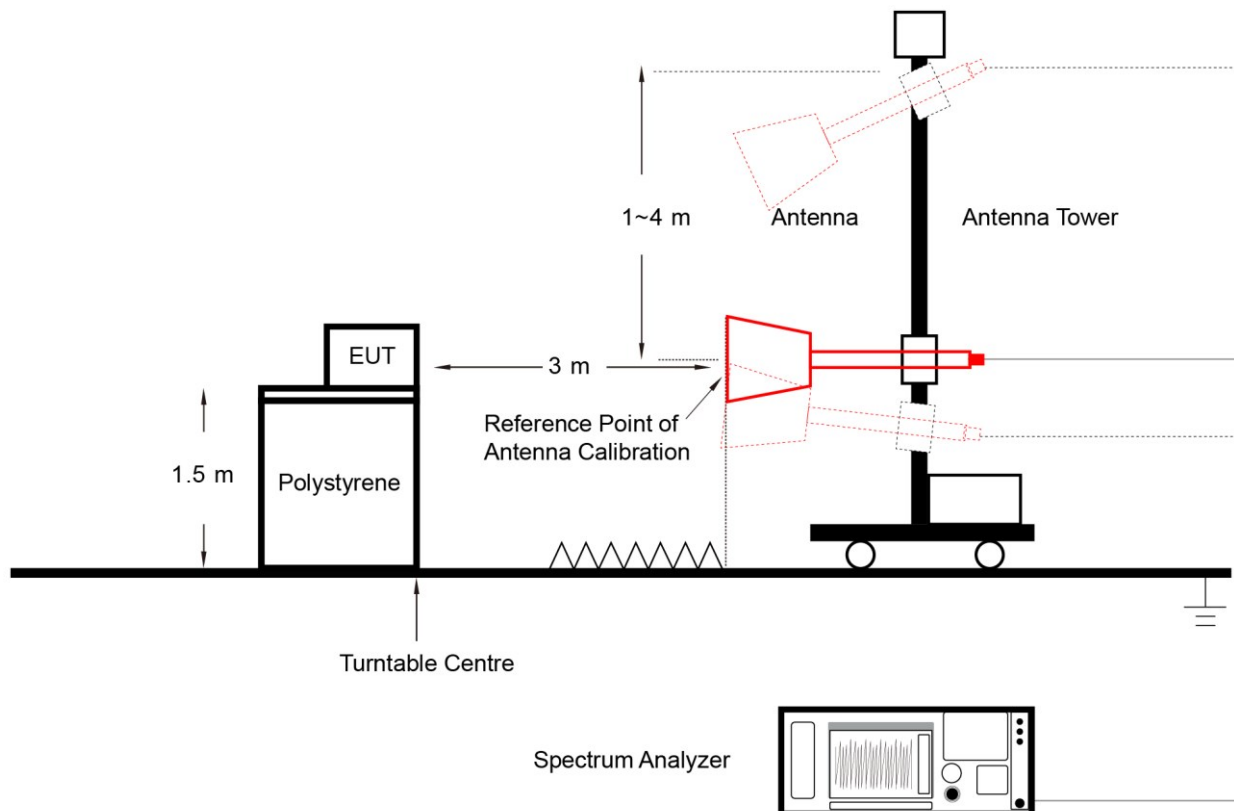 1~4 m
Antenna
Antenna Tower
EUT
3 m
Reference Point of
Antenna Calibration
1.5 m
Polystyrene
Turntable Centre
Spectrum Analyzer